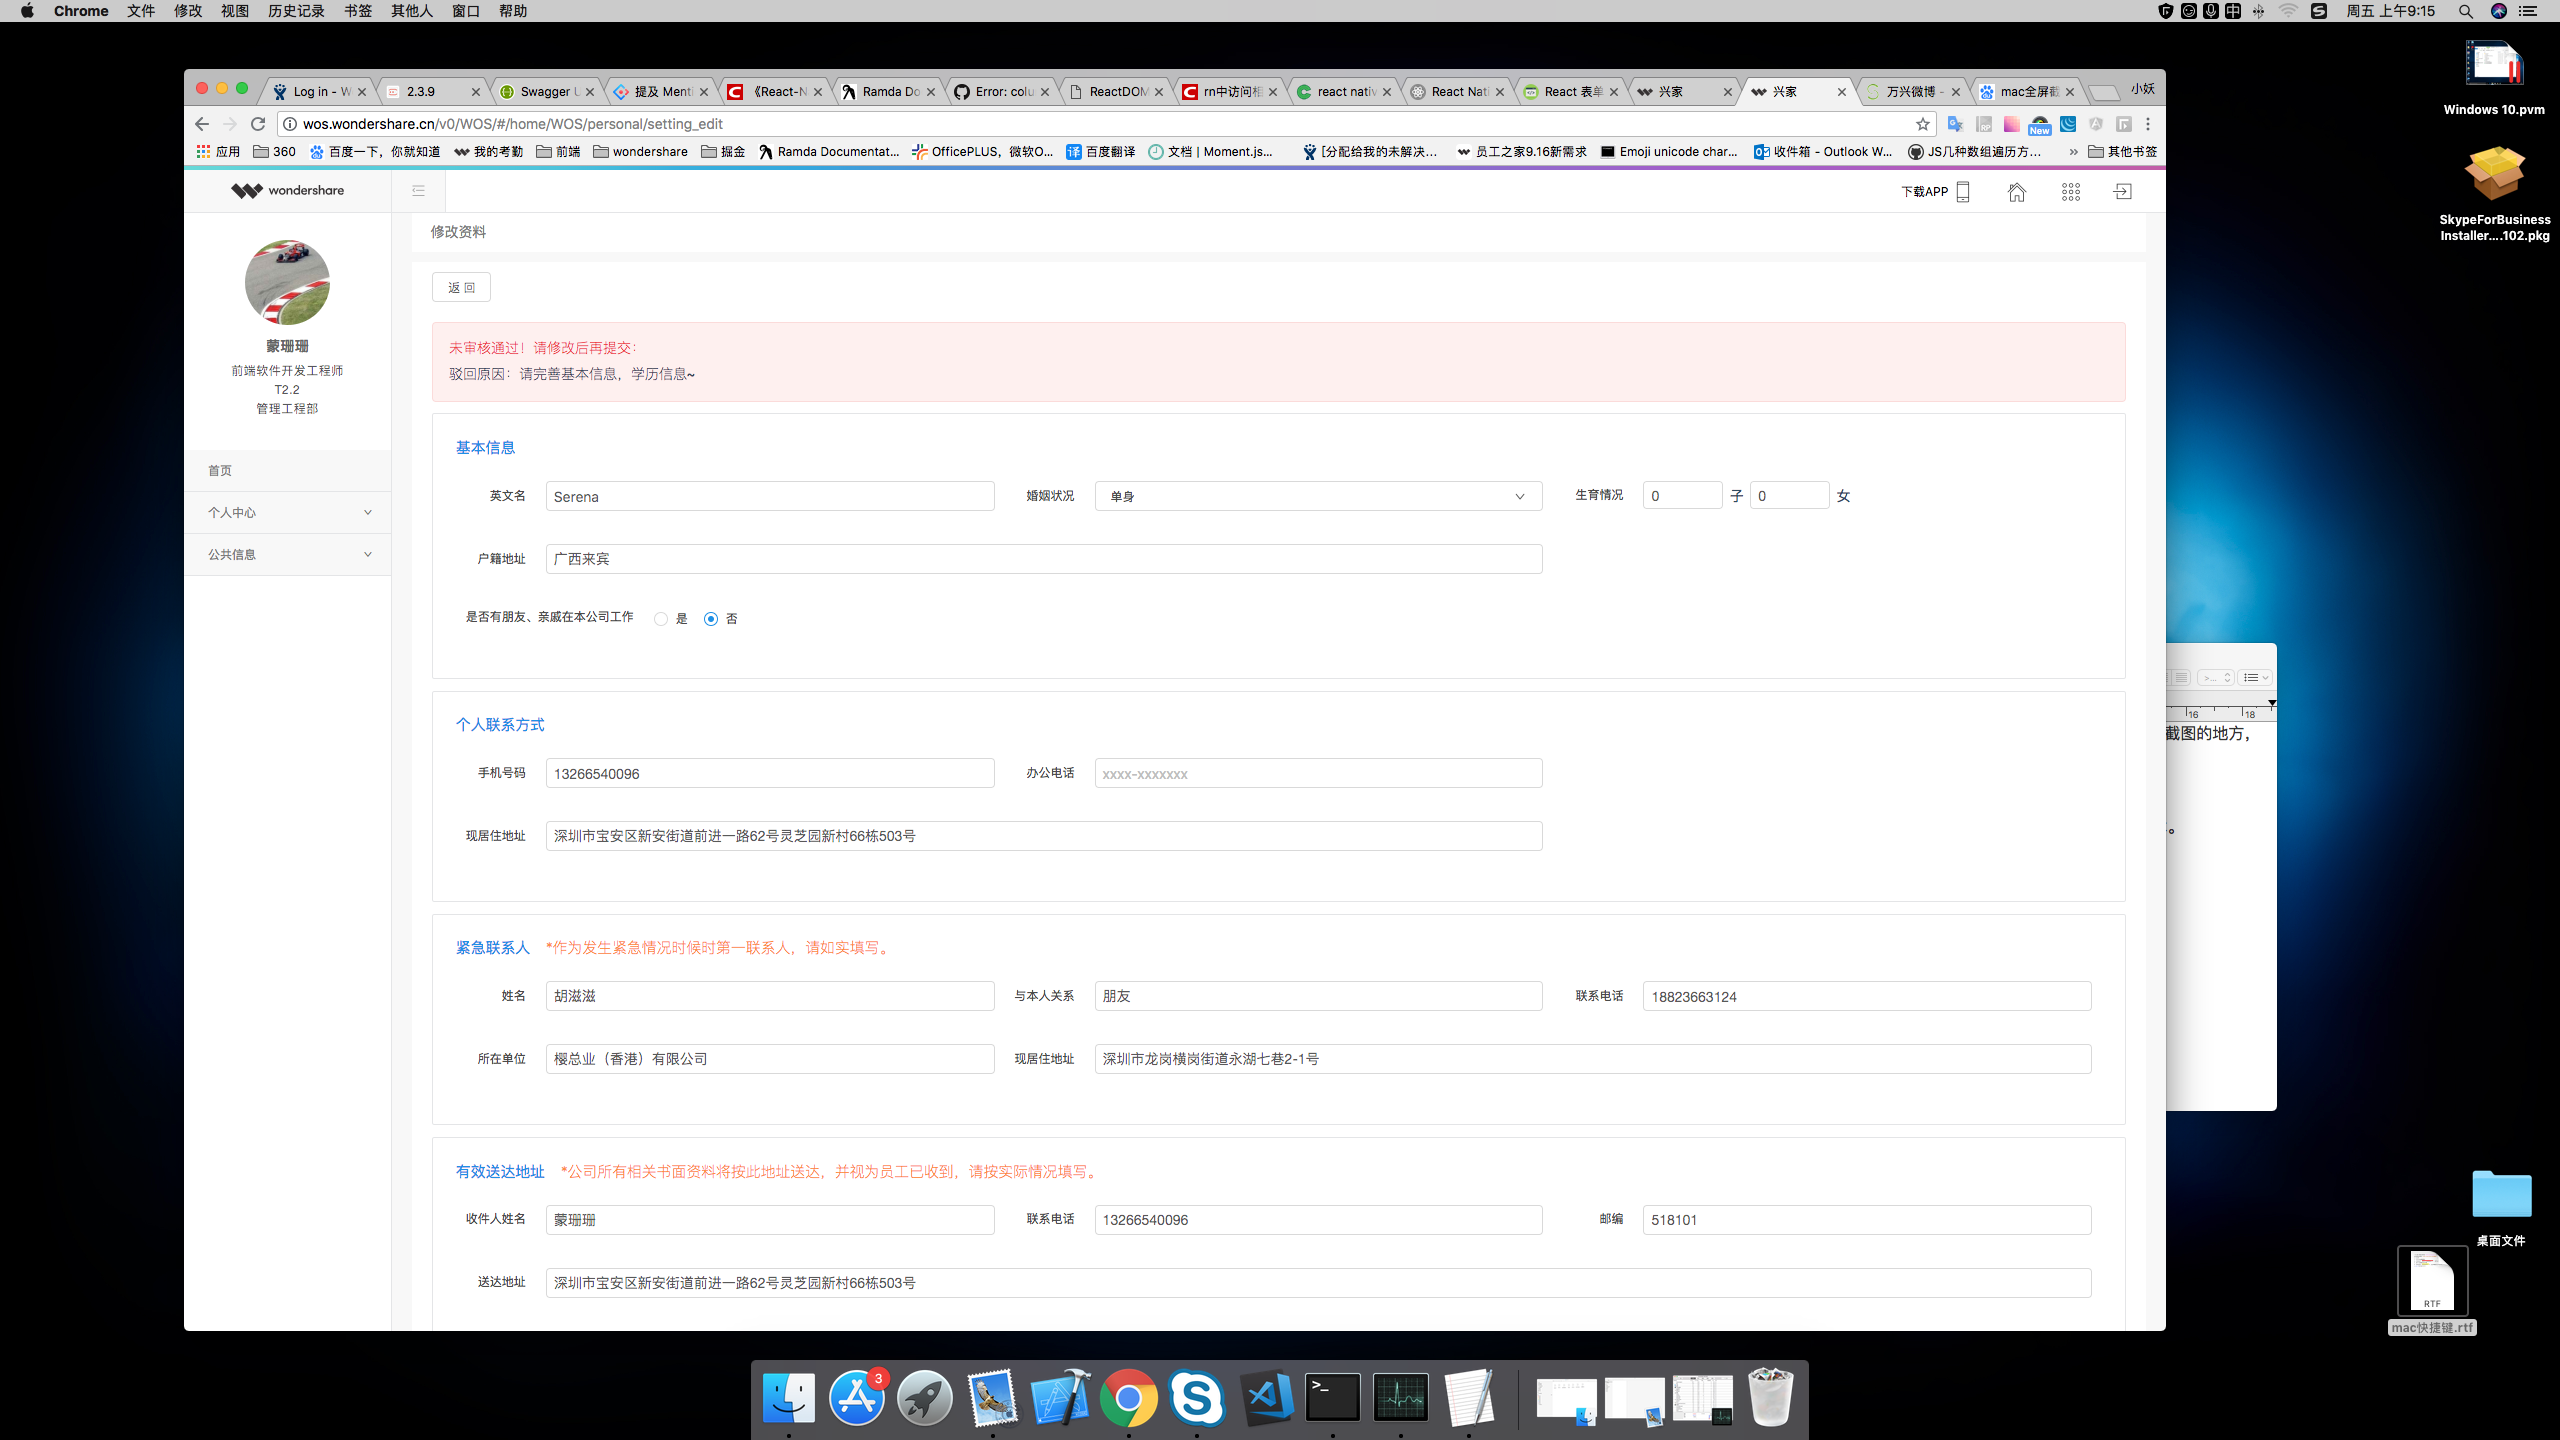 Chrome 文件 修改 视图 历史记录 书签 其他人 窗口 帮助
周五 上午9:15
Windows 10.pvm
SkypeForBusiness
Installer....102.pkg
Log in - W
2.3.9
Swagger U
提及 Menti
《React-N
Ramda Do
Error: colu
ReactDOM
rn中访问相
react nativ
React Nati
React 表单
兴家
兴家
万兴微博 -
mac全屏截
小妖
wos.wondershare.cn/v0/WOS/#/home/WOS/personal/setting_edit
New
应用 360 百度一下，你就知道 我的考勤 前端 wondershare 掘金 Ramda Documentat... OfficePLUS，微软O... 百度翻译 文档 | Moment.js... [分配给我的未解决... 员工之家9.16新需求 Emoji unicode char... 收件箱 - Outlook W... JS几种数组遍历方... » 其他书签
wondershare
下载APP
修改资料
返 回
蒙珊珊
前端软件开发工程师
T2.2
管理工程部
首页
个人中心
公共信息
未审核通过！请修改后再提交：
驳回原因：请完善基本信息，学历信息~
基本信息
英文名 Serena 婚姻状况 单身 生育情况 0 子 0 女
户籍地址 广西来宾
是否有朋友、亲戚在本公司工作 是 否
个人联系方式
手机号码 13266540096 办公电话 xxxx-xxxxxxx
现居住地址 深圳市宝安区新安街道前进一路62号灵芝园新村66栋503号
紧急联系人 *作为发生紧急情况时候时第一联系人，请如实填写。
姓名 胡滋滋 与本人关系 朋友 联系电话 18823663124
所在单位 樱总业（香港）有限公司 现居住地址 深圳市龙岗横岗街道永湖七巷2-1号
有效送达地址 *公司所有相关书面资料将按此地址送达，并视为员工已收到，请按实际情况填写。
收件人姓名 蒙珊珊 联系电话 13266540096 邮编 518101
送达地址 深圳市宝安区新安街道前进一路62号灵芝园新村66栋503号
16 18
截图的地方，
桌面文件
RTF
mac快捷键.rtf
3